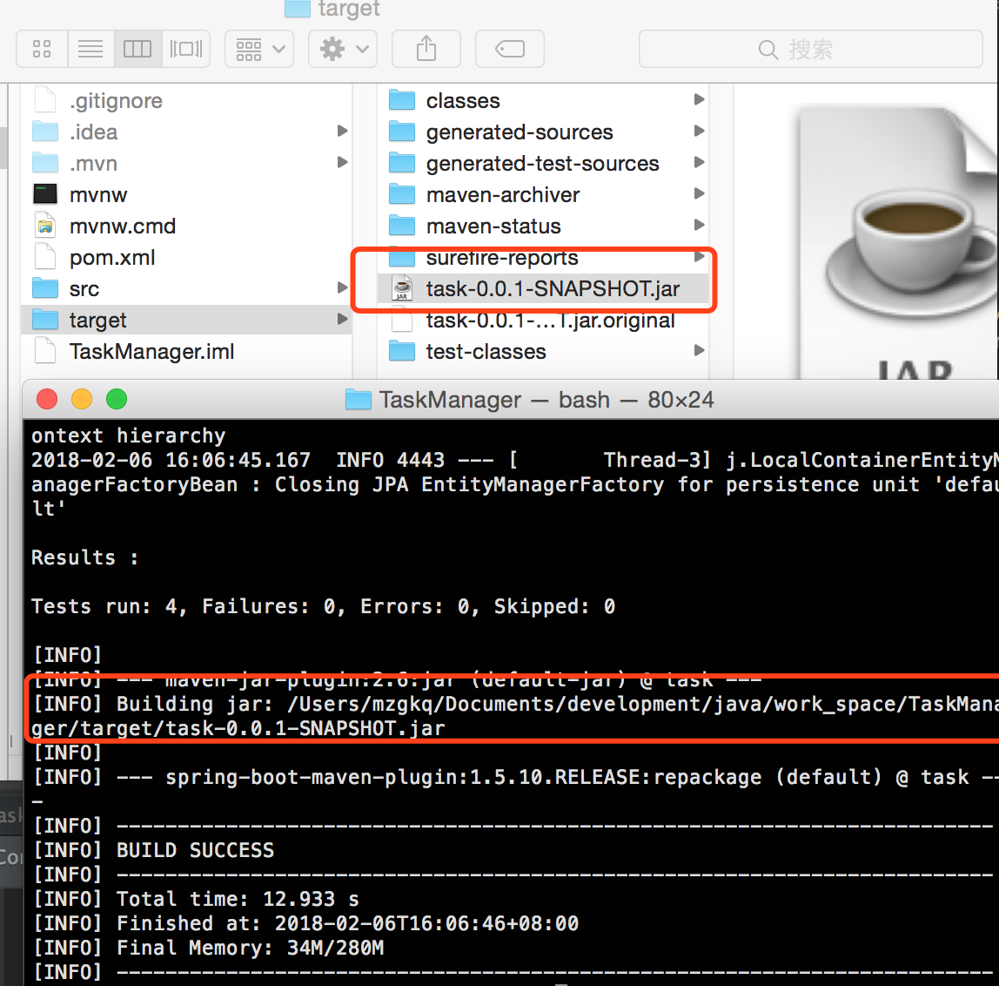 target
搜索
.gitignore
.idea
.mvn
mvnw
mvnw.cmd
pom.xml
src
target
TaskManager.iml
classes
generated-sources
generated-test-sources
maven-archiver
maven-status
surefire-reports
task-0.0.1-SNAPSHOT.jar
task-0.0.1-...T.jar.original
test-classes
JAR
TaskManager — bash — 80×24
ontext hierarchy
2018-02-06 16:06:45.167  INFO 4443 --- [       Thread-3] j.LocalContainerEntityM
anagerFactoryBean : Closing JPA EntityManagerFactory for persistence unit 'defau
lt'
Results :
Tests run: 4, Failures: 0, Errors: 0, Skipped: 0
[INFO]
[INFO] --- maven-jar-plugin:2.6:jar (default-jar) @ task ---
[INFO] Building jar: /Users/mzgkq/Documents/development/java/work_space/TaskMana
ger/target/task-0.0.1-SNAPSHOT.jar
[INFO]
[INFO] --- spring-boot-maven-plugin:1.5.10.RELEASE:repackage (default) @ task --
-
[INFO] ------------------------------------------------------------------------
[INFO] BUILD SUCCESS
[INFO] ------------------------------------------------------------------------
[INFO] Total time: 12.933 s
[INFO] Finished at: 2018-02-06T16:06:46+08:00
[INFO] Final Memory: 34M/280M
[INFO] ------------------------------------------------------------------------